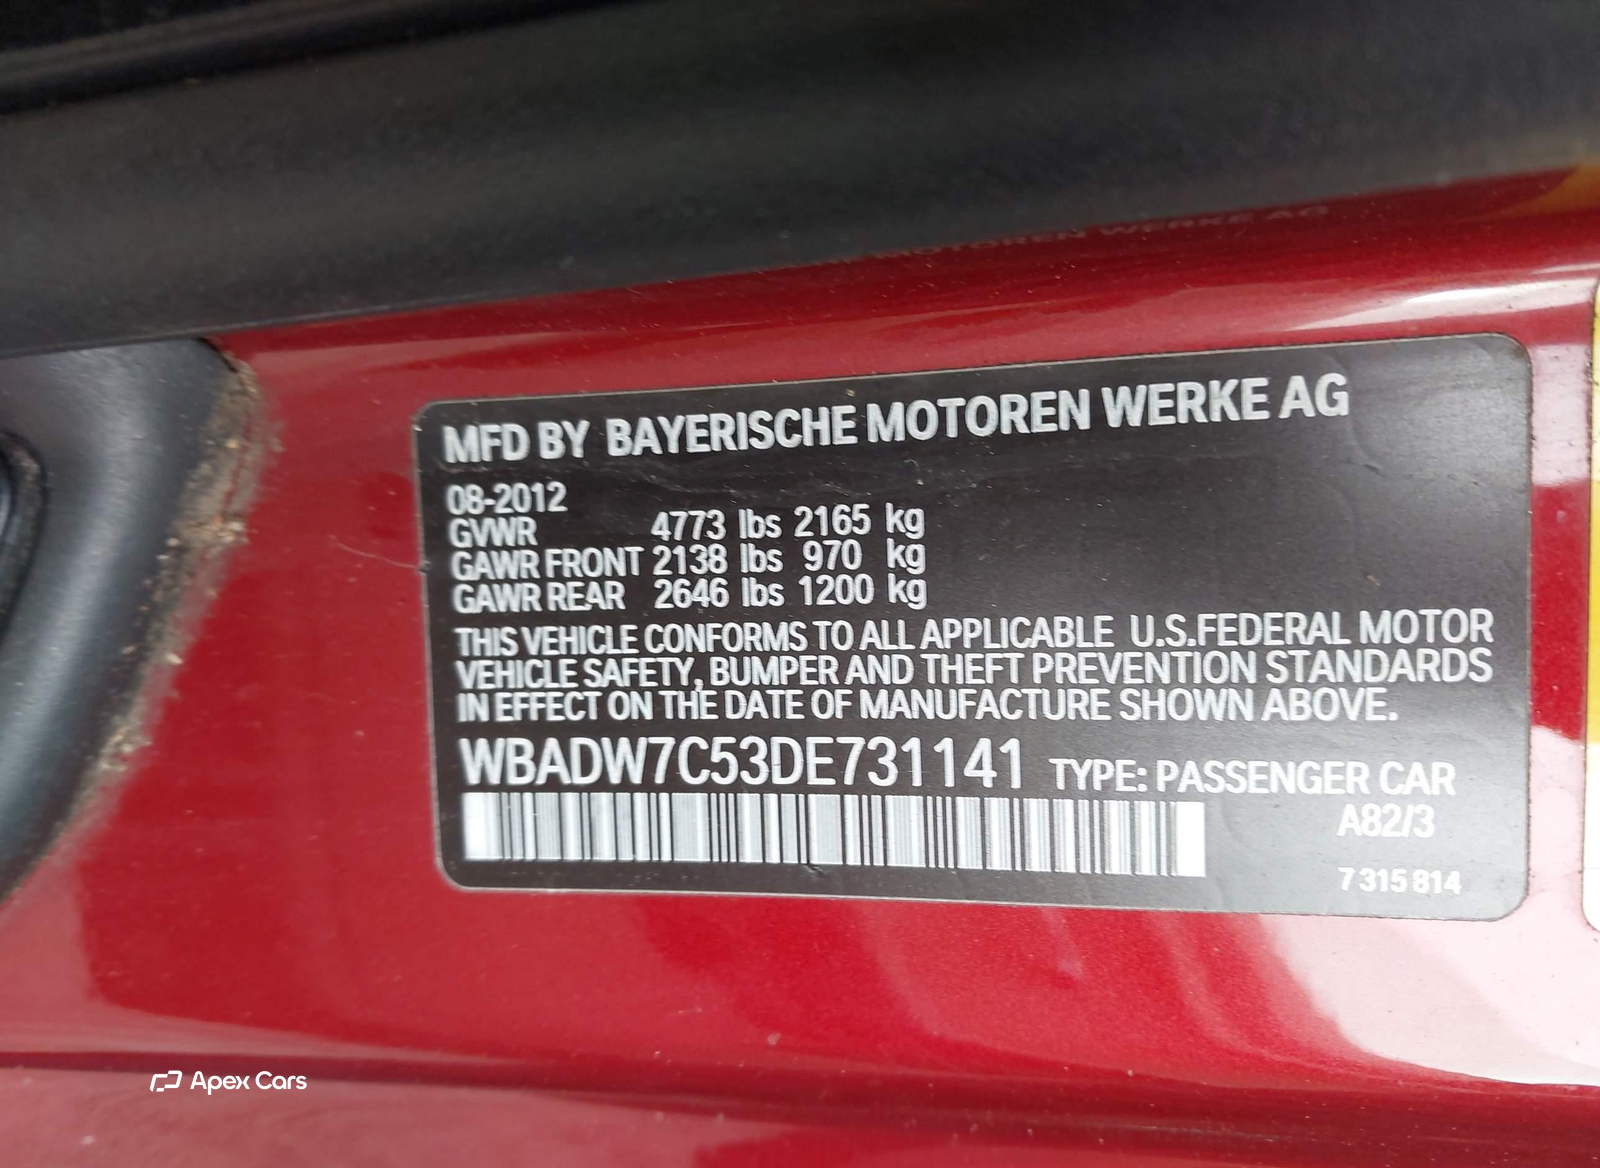 MOTOREN WERKE AG
MFD BY BAYERISCHE MOTOREN WERKE AG
08-2012
GVWR 4773 lbs 2165 kg
GAWR FRONT 2138 lbs 970 kg
GAWR REAR 2646 lbs 1200 kg
THIS VEHICLE CONFORMS TO ALL APPLICABLE U.S.FEDERAL MOTOR
VEHICLE SAFETY, BUMPER AND THEFT PREVENTION STANDARDS
IN EFFECT ON THE DATE OF MANUFACTURE SHOWN ABOVE.
WBADW7C53DE731141 TYPE: PASSENGER CAR
A82/3
7 315 814
Apex Cars